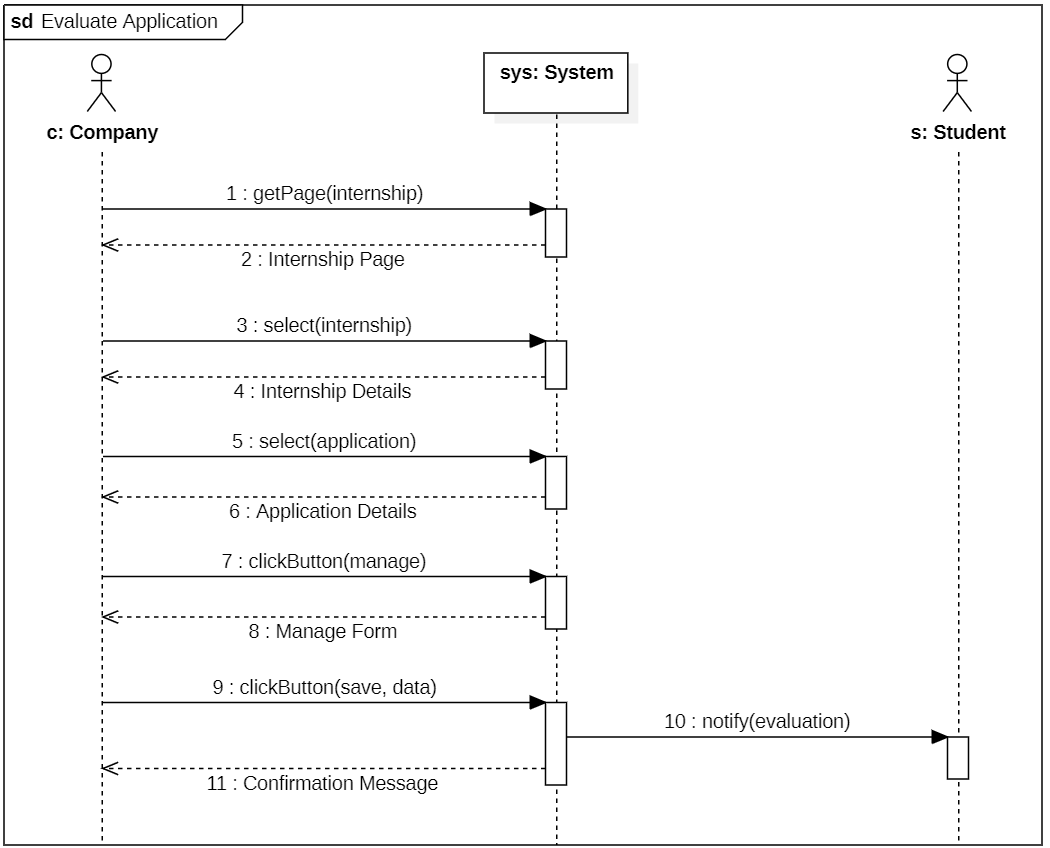 sd Evaluate Application
c: Company
sys: System
s: Student
1 : getPage(internship)
2 : Internship Page
3 : select(internship)
4 : Internship Details
5 : select(application)
6 : Application Details
7 : clickButton(manage)
8 : Manage Form
9 : clickButton(save, data)
10 : notify(evaluation)
11 : Confirmation Message